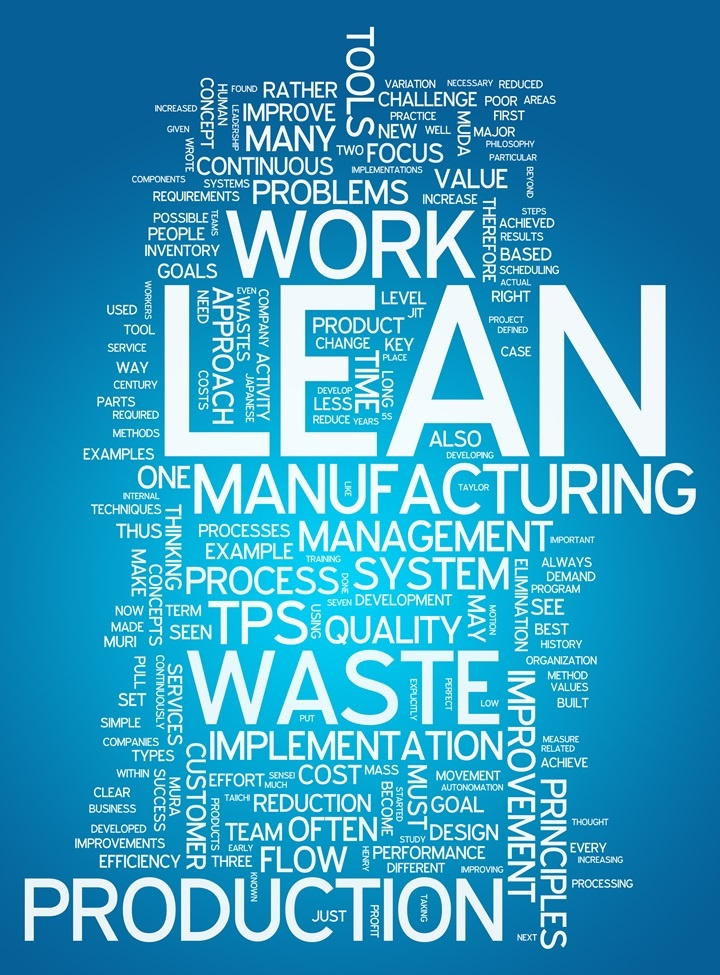 TOOLS
VARIATION NECESSARY REDUCED
FOUND RATHER CHALLENGE POOR AREAS
CONCEPT HUMAN
INCREASED LEADERSHIP IMPROVE PRACTICE FIRST
GIVEN MANY NEW WELL MUDA MAJOR
WROTE TWO FOCUS PHILOSOPHY
CONTINUOUS IMPLEMENTATIONS PARTICULAR
COMPONENTS SYSTEMS VALUE BEYOND
REQUIREMENTS PROBLEMS INCREASE
POSSIBLE TEAMS WORK THEREFORE STEPS
PEOPLE ACHIEVED
INVENTORY RESULTS
BASED
GOALS SCHEDULING
ACTUAL
WORKERS LEAN RIGHT
NEED APPROACH EVEN WASTES COMPANY ACTIVITY LEVEL
USED JIT
TOOL PRODUCT PROJECT
DEFINED
SERVICE CHANGE KEY CASE
WAY TIME PLACE
CENTURY COSTS JAPANESE DEVELOP LONG
PARTS LESS
REQUIRED REDUCE YEARS 5S
METHODS ALSO
EXAMPLES DEVELOPING
ONE MANUFACTURING
LIKE TAYLOR
INTERNAL
TECHNIQUES THINKING
THUS PROCESSES MANAGEMENT IMPORTANT
EXAMPLE TRAINING
MAKE CONCEPTS PROCESS DONE SYSTEM ELIMINATION ALWAYS
DEMAND
PROGRAM
NOW TERM TPS USING SEVEN DEVELOPMENT MAY MOTION SEE
MADE SEEN QUALITY BEST
MURI HISTORY
PULL CONTINUOUSLY SERVICES WASTE ORGANIZATION
METHOD
EXPLICITLY PERFECT IMPROVEMENT VALUES
SET LOW BUILT
SIMPLE PUT
COMPANIES IMPLEMENTATION MEASURE
RELATED
TYPES CUSTOMER ACHIEVE
WITHIN SUCCESS MURA EFFORT SENSEI COST MASS MUST MOVEMENT
MUCH AUTONOMATION
CLEAR PRODUCTS TAIICHI REDUCTION BECOME STARTED GOAL PRINCIPLES
BUSINESS
DEVELOPED TEAM OFTEN DESIGN THOUGHT
IMPROVEMENTS EARLY STUDY
EFFICIENCY THREE FLOW HENRY PERFORMANCE EVERY
DIFFERENT IMPROVING INCREASING
PRODUCTION KNOWN PROCESSING
JUST PROFIT TAKING
NEXT